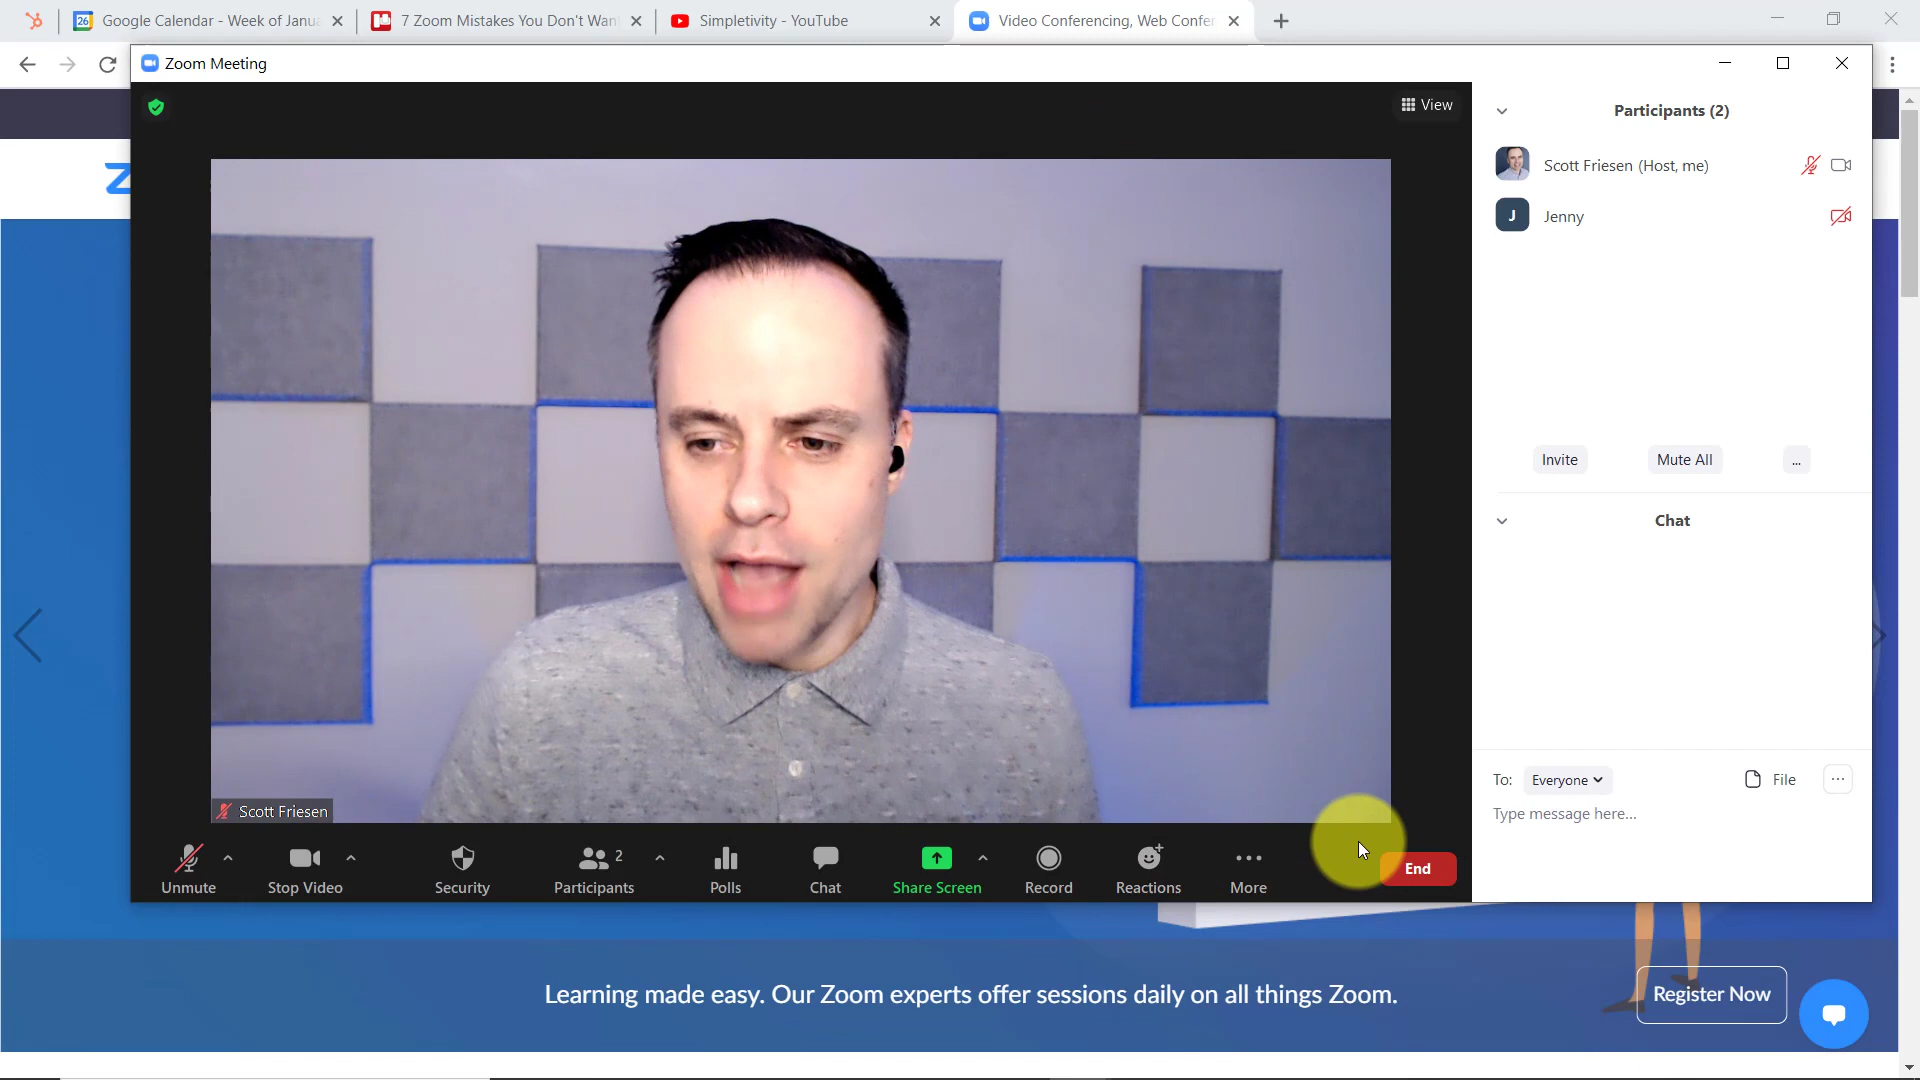 26 Google Calendar - Week of Janu
7 Zoom Mistakes You Don't Wan
Simpletivity - YouTube
Video Conferencing, Web Confer
Zoom Meeting
View
Participants (2)
Scott Friesen (Host, me)
J Jenny
Invite
Mute All
...
Chat
Scott Friesen
To: Everyone
File
Type message here...
Unmute
Stop Video
Security
2
Participants
Polls
Chat
Share Screen
Record
Reactions
More
End
Learning made easy. Our Zoom experts offer sessions daily on all things Zoom.
Register Now